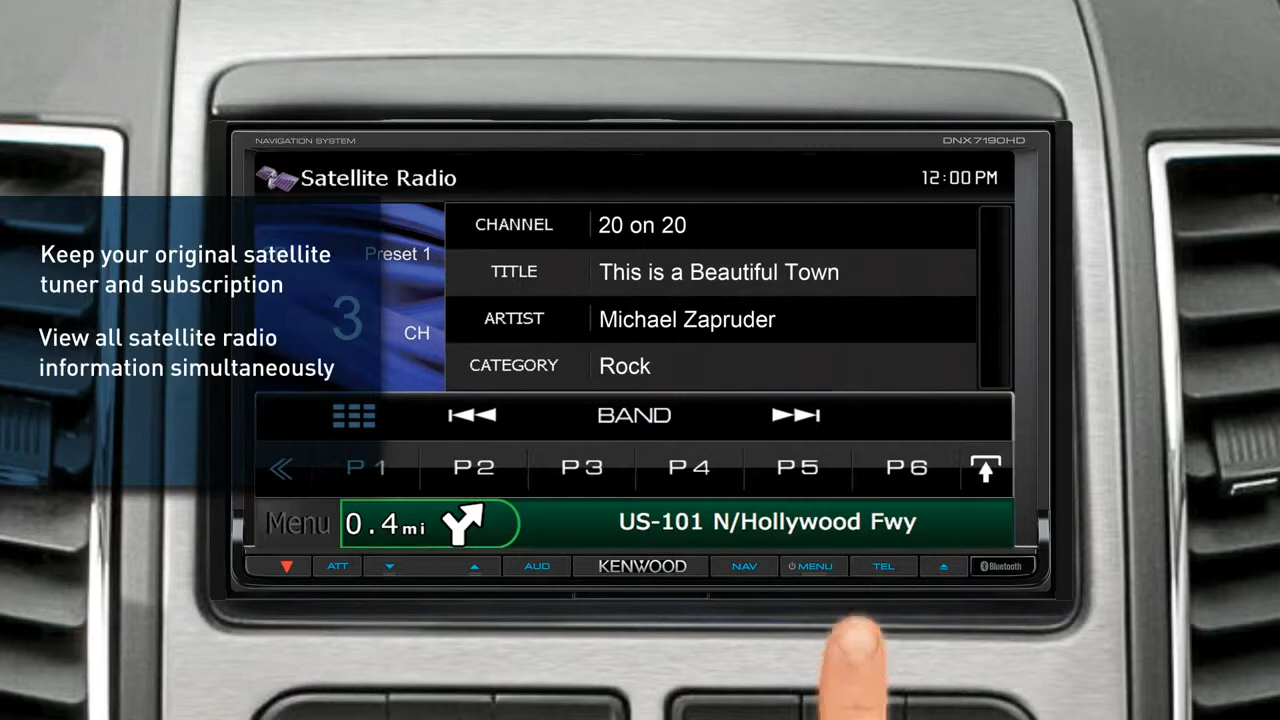 NAVIGATION SYSTEM
DNX7190HD
Satellite Radio
12:00 PM
Keep your original satellite
tuner and subscription
View all satellite radio
information simultaneously
Preset 1
3
CH
CHANNEL 20 on 20
TITLE This is a Beautiful Town
ARTIST Michael Zapruder
CATEGORY Rock
BAND
P1 P2 P3 P4 P5 P6
Menu 0.4mi US-101 N/Hollywood Fwy
ATT AUD KENWOOD NAV MENU TEL Bluetooth